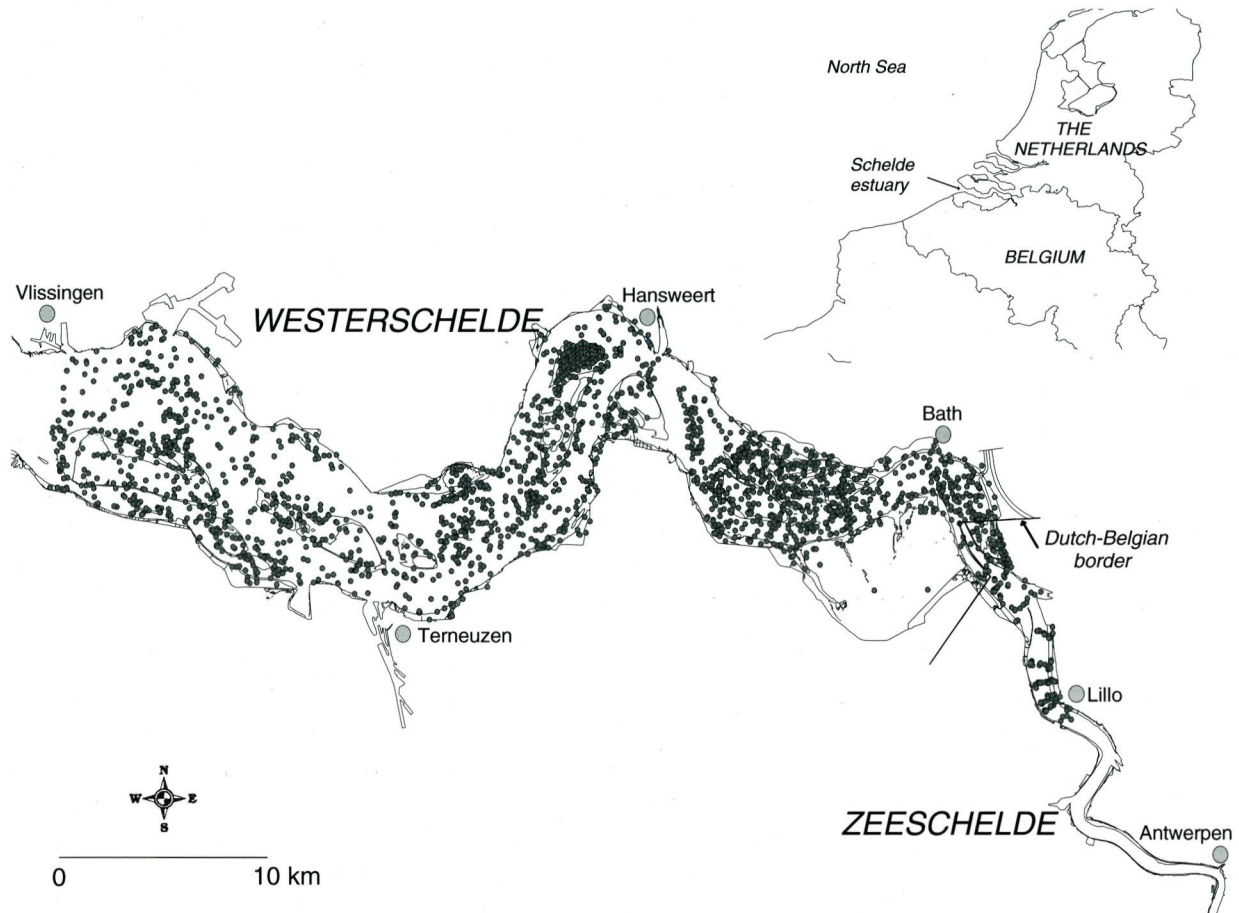 North Sea
THE
NETHERLANDS
Schelde
estuary
BELGIUM
Vlissingen
WESTERSCHELDE
Hansweert
Bath
Dutch-Belgian
border
Terneuzen
Lillo
N
W E
S
ZEESCHELDE
Antwerpen
0 10 km